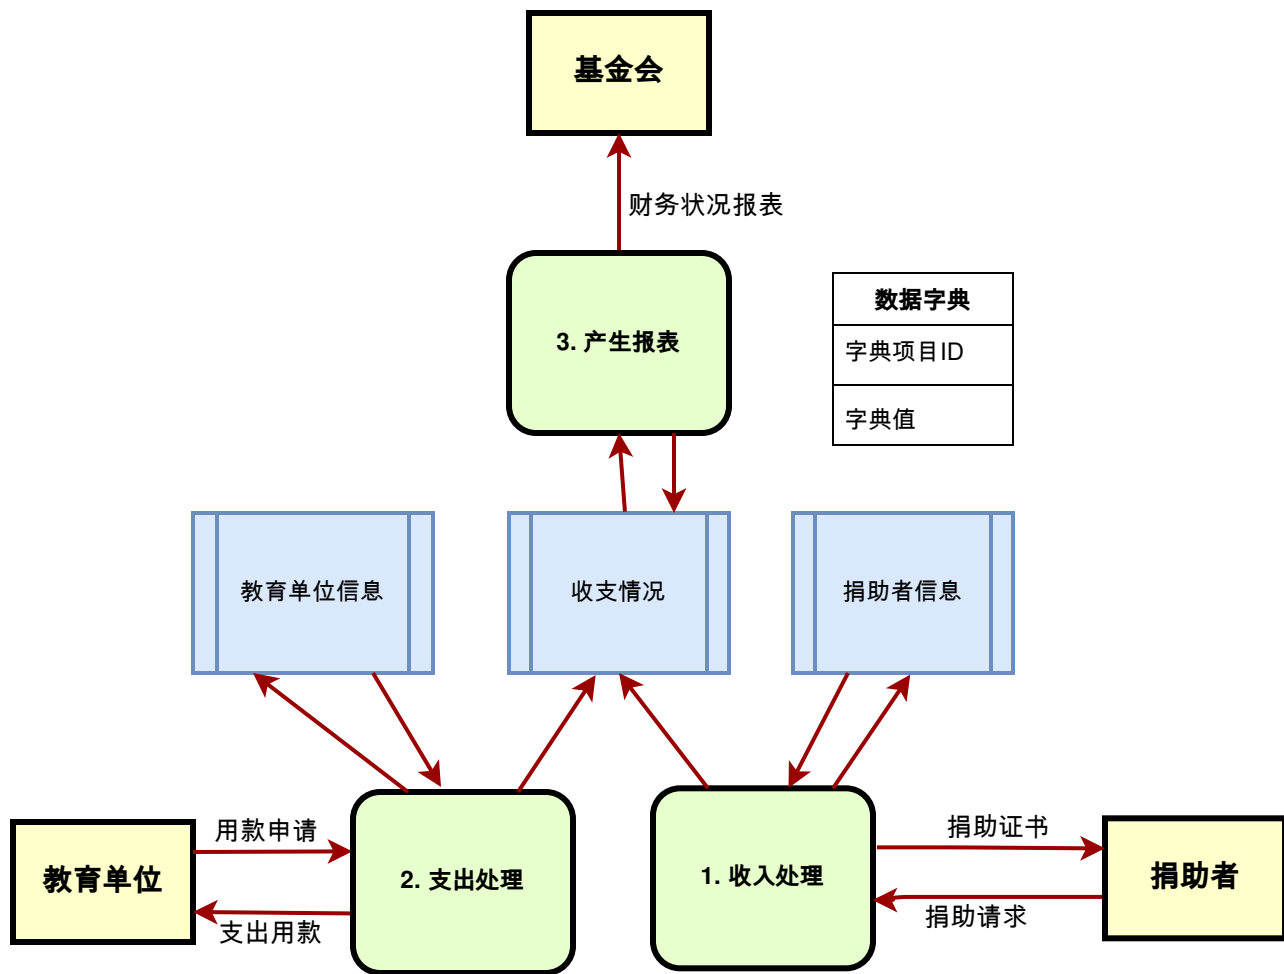 基金会
财务状况报表
3. 产生报表
数据字典
字典项目ID
字典值
教育单位信息
收支情况
捐助者信息
用款申请
教育单位
支出用款
2. 支出处理
1. 收入处理
捐助证书
捐助者
捐助请求